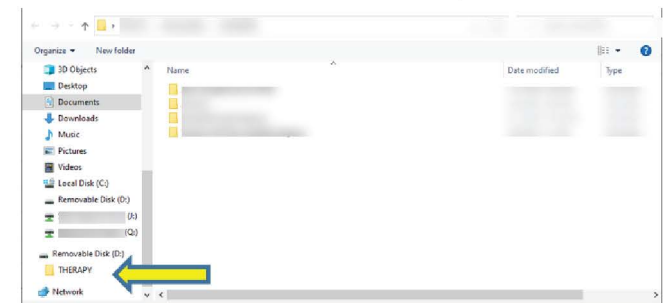 Organize New folder
3D Objects
Name Date modified Type
Desktop
Documents
Downloads
Music
Pictures
Videos
Local Disk (C:)
Removable Disk (D:)
(J:)
(Q:)
Removable Disk (D:)
THERAPY
Network